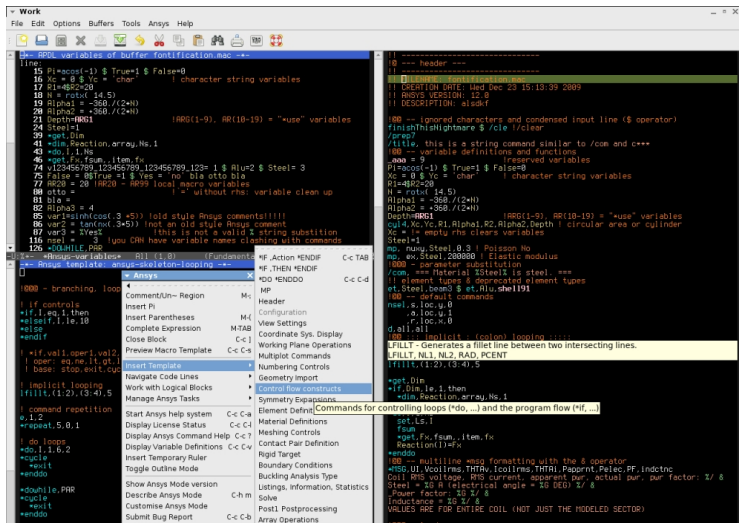 Work
File Edit Options Buffers Tools Ansys Help
-*- APDL variables of buffer fontification.mac -*-
line:
15 Pi=acos(-1) $ True=1 $ False=0
16 Xc = 0 $ Yc = 'char' ! character string variables
17 R1=4$R2=20
18 N = rotx( 14.5)
19 Alpha1 = -360./(2*N)
20 Alpha2 = +360./(2*N)
21 Depth=ARG1 !ARG(1-9), AR(10-19) = "*use" variables
24 Steel=1
39 *get,Dim
41 *dim,Reaction,array,Ns,1
43 *do,I,1,Ns
46 *get,Fx,fsum,,item,fx
74 v123456789_123456789_123456789_123= 1 $ Alu=2 $ Steel= 3
75 False = 0$True =1 $ Yes = 'no' bla otto bla
77 AR20 = 20 !AR20 - AR99 local macro variables
80 otto = ! =' without rhs: variable clean up
81 bla =
82 Alpha3 = 4
85 var1=sinh(cos(.3 *5)) !old style Ansys comments!!!!!
86 var2 = tan(nx(.3*5)) !not an old style Ansys comment
87 var3 = %Yes% !this is not a valid % string substition
116 nsel = 3 !you CAN have variable names clashing with commands
126 *DOWHILE,PAR
*Ansys-variables* All (1,0) (Fundamenta
-*- Ansys template: ansys-skeleton-looping -*-
!@@@ - branching, loop
! if controls
*if,I,eq,1,then
*elseif,I,le,10
*else
*endif
! *if,val1,oper1,val2,
! oper: eq,ne,lt,gt,l
! base: stop,exit,cyc
! implicit looping
lfillt,(1:2),(3:4),5
! command repetition
e,1,2
*repeat,5,0,1
! do loops
*do,I,1,6,2
*cycle
*exit
*enddo
*dowhile,PAR
*cycle
*exit
*enddo
Ansys
Comment/Un~ Region M-;
Insert Pi
Insert Parentheses M-(
Complete Expression M-TAB
Close Block C-c ]
Preview Macro Template C-c C-s
Insert Template
Navigate Code Lines
Work with Logical Blocks
Manage Ansys Tasks
Start Ansys help system C-c C-a
Display License Status C-c C-l
Display Ansys Command Help C-c ?
Display Variable Definitions C-c C-v
Insert Temporary Ruler
Toggle Outline Mode
Show Ansys Mode version
Describe Ansys Mode C-h m
Customise Ansys Mode
Submit Bug Report C-c C-b
*IF ,Action *ENDIF C-c TAB
*IF ,THEN *ENDIF
*DO *ENDDO C-c C-d
MP
Header
Configuration
View Settings
Coordinate Sys. Display
Working Plane Operations
Multiplot Commands
Numbering Controls
Geometry Import
Control flow constructs
Symmetry Expansions
Element Definiti
Material Definitions
Meshing Controls
Contact Pair Definition
Rigid Target
Boundary Conditions
Buckling Analysis Type
Listings, Information, Statistics
Solve
Post1 Postprocessing
Array Operations
Commands for controlling loops (*do, ...) and the program flow (*if, ...)
!! ------------------------------
!@ --- header ---
!! ------------------------------
!! FILENAME: fontification.mac
!! CREATION DATE: Wed Dec 23 15:13:39 2009
!! ANSYS VERSION: 12.0
!! DESCRIPTION: alsdkf
!@@ -- ignored characters and condensed input line ($ operator)
finishThisNightmare $ /cle !/clear
/prep7
/title, this is a string command similar to /com and c***
!@@ -- variable definitions and functions
_aaa = 9 !reserved variables
Pi=acos(-1) $ True=1 $ False=0
Xc = 0 $ Yc = 'char' ! character string variables
R1=4$R2=20
N = rotx( 14.5)
Alpha1 = -360./(2*N)
Alpha2 = +360./(2*N)
Depth=ARG1 !ARG(1-9), AR(10-19) = "*use" variables
cyl4,Xc,Yc,R1,Alpha1,R2,Alpha2,Depth ! circular area or cylinder
Xc = != empty rhs clears variables
Steel=1
mp, nuxy,Steel,0.3 ! Poisson No
mp, ex,Steel,200000 ! Elastic modulus
!@@@ - parameter substitution
/com, === Material %Steel% is steel. ===
!! element types & deprecated element types
et,Steel,beam3 $ et,Alu,shell91
!@@ -- default commands
nsel,s,loc,y,0
,a,loc,y,1
,r,loc,x,0
d,all,all
!@@ ::: implicit : (colon) looping :::::
LFILLT - Generates a fillet line between two intersecting lines.
LFILLT, NL1, NL2, RAD, PCENT
lfillt,(1:2),(3:4),5
*get,Dim
*if,Dim,le,1,then
*dim,Reaction,array,Ns,1
set,Ls,I
fsum
*get,Fx,fsum,,item,fx
Reaction(I)=Fx
*enddo
!@@ -- multiline *msg formatting with the & operator
*MSG,UI,Vcoilrms,THTAv,Icoilrms,THTAi,Papprnt,Pelec,PF,indctnc
Coil RMS voltage, RMS current, apparent pwr, actual pwr, pwr factor: %/ &
Steel = %G A (electrical angle = %G DEG) %/ &
_Power factor: %G %/ &
Inductance = %G %/ &
VALUES ARE FOR ENTIRE COIL (NOT JUST THE MODELED SECTOR)